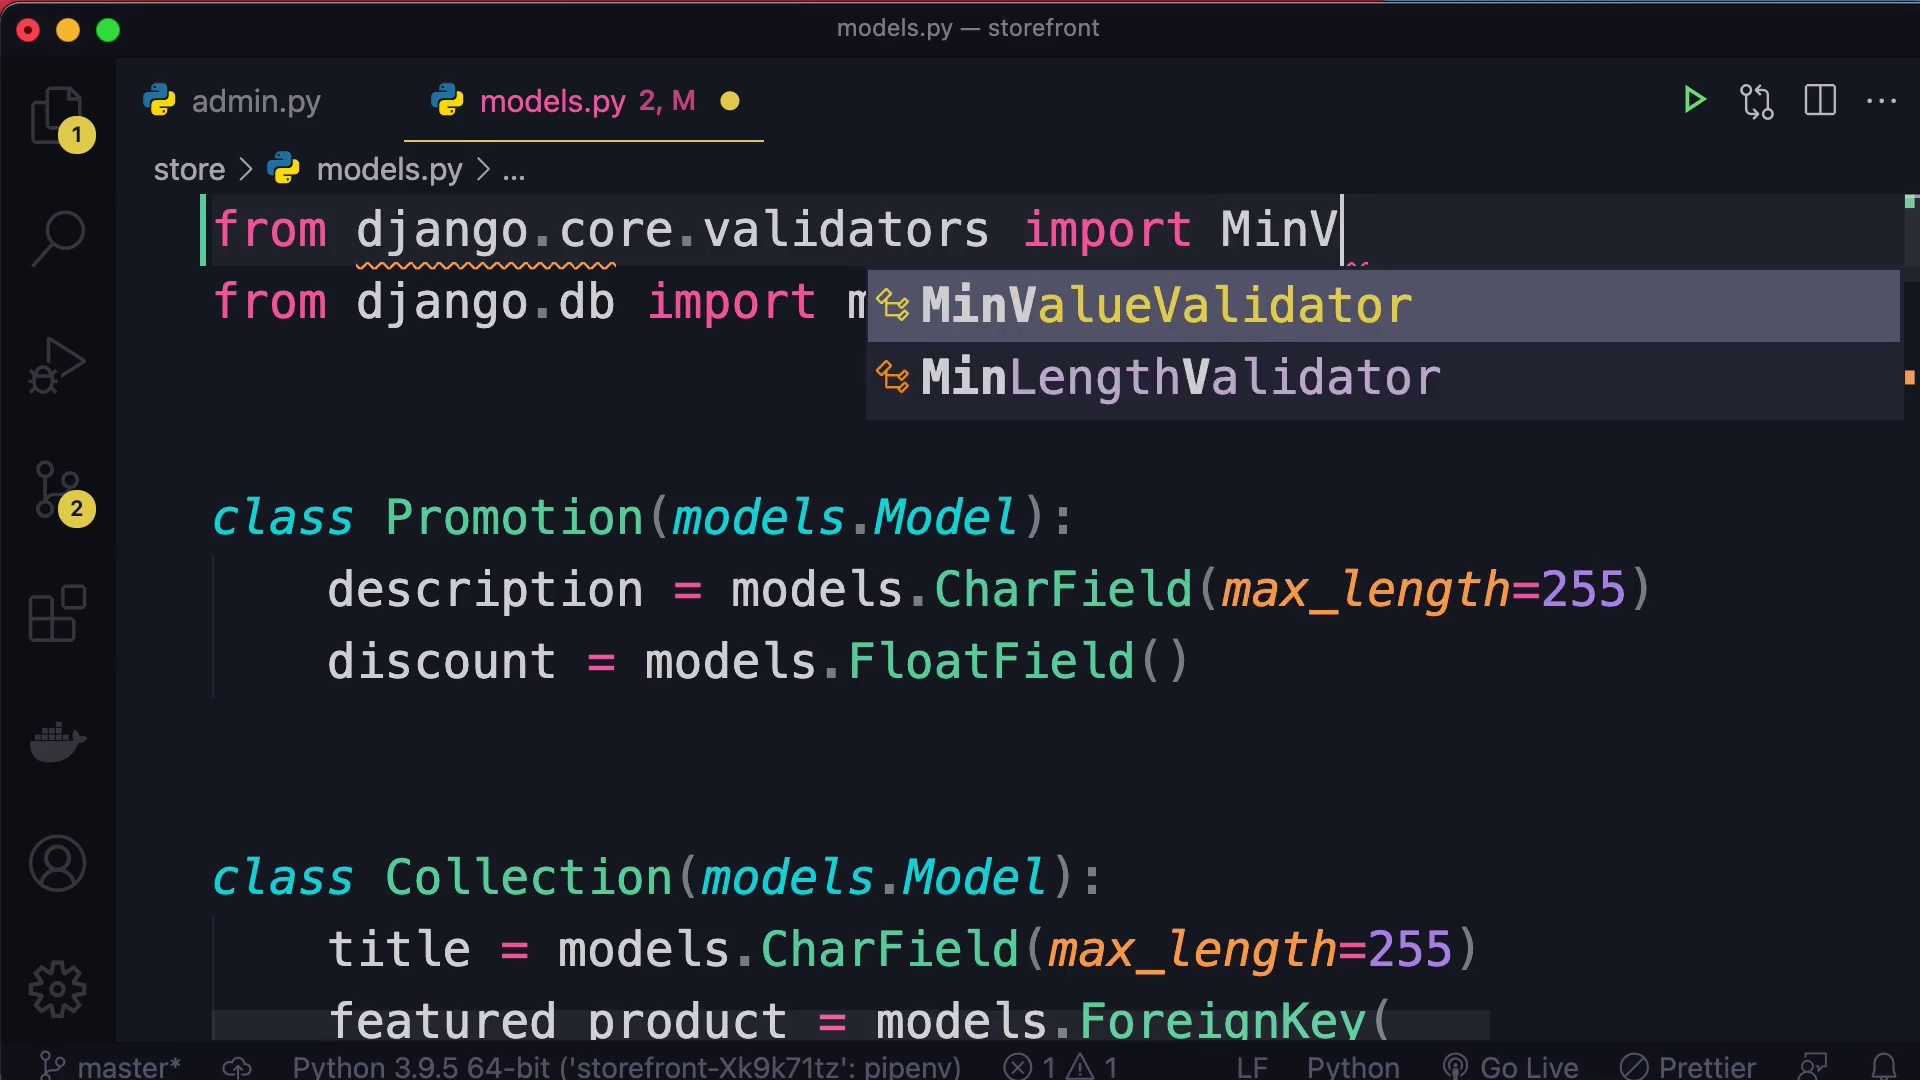 models.py — storefront
admin.py
models.py 2, M
1
store > models.py > ...
from django.core.validators import MinV
from django.db import m
MinValueValidator
MinLengthValidator
class Promotion(models.Model):
description = models.CharField(max_length=255)
2
discount = models.FloatField()
class Collection(models.Model):
title = models.CharField(max_length=255)
featured_product = models.ForeignKey(
master* Python 3.9.5 64-bit ('storefront-Xk9k71tz': pipenv) 1 1 LF Python Go Live Prettier